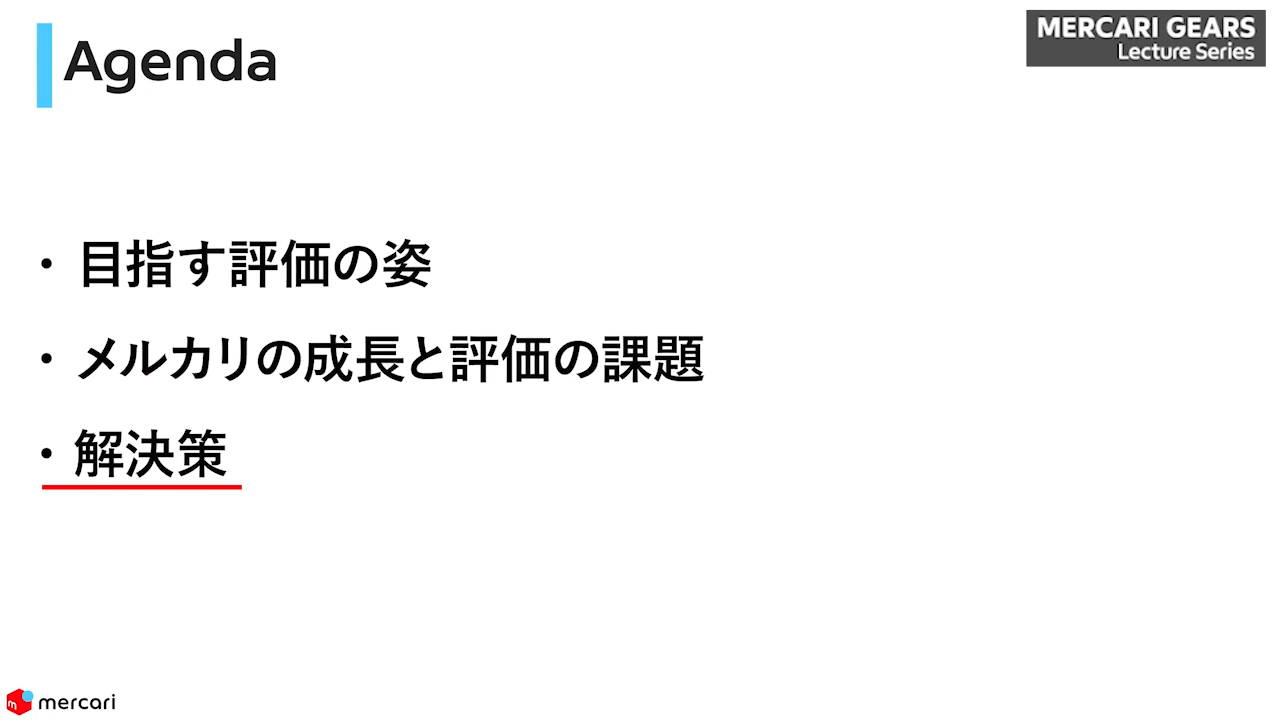 Agenda
MERCARI GEARS
Lecture Series
・目指す評価の姿
・メルカリの成長と評価の課題
・解決策
mercari